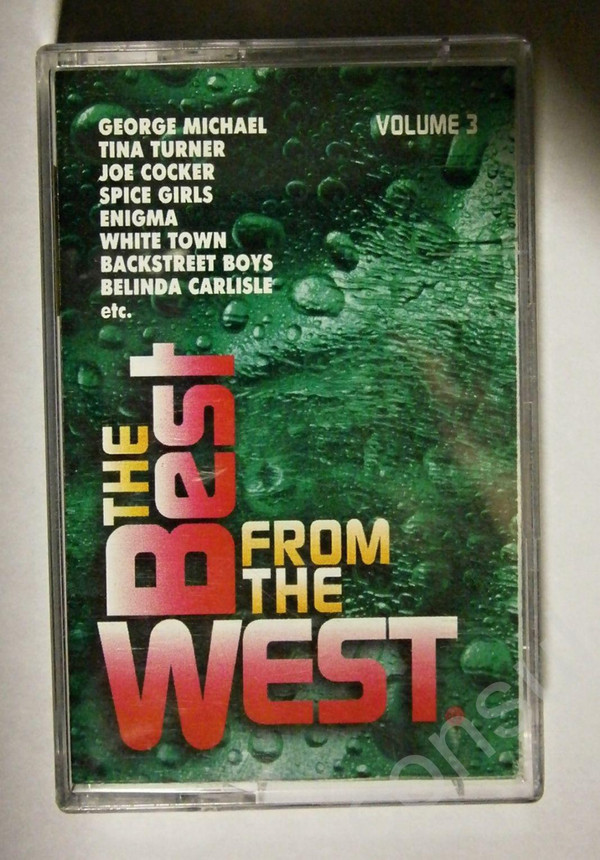 GEORGE MICHAEL
TINA TURNER
JOE COCKER
SPICE GIRLS
ENIGMA
WHITE TOWN
BACKSTREET BOYS
BELINDA CARLISLE
etc.
VOLUME 3
THE
Best
FROM
THE
WEST